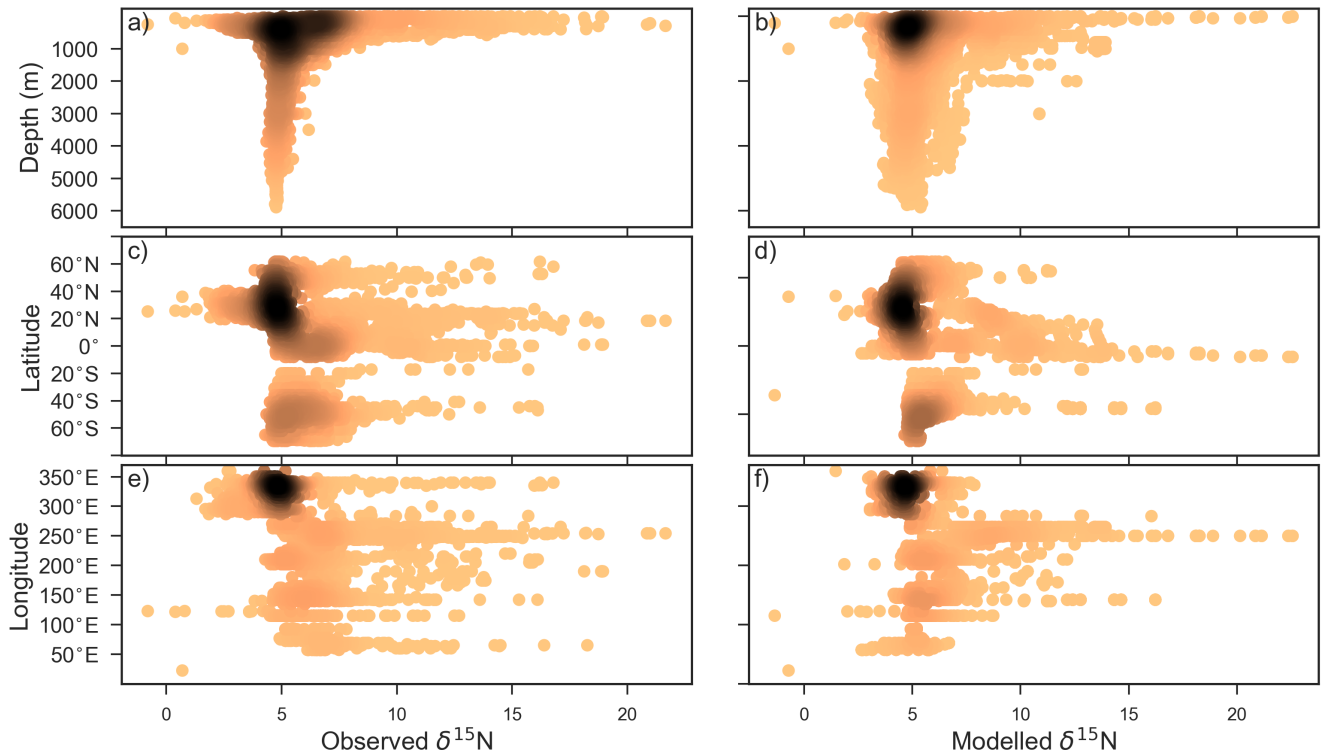 a)
b)
1000
2000
3000
4000
5000
6000
Depth (m)
c)
d)
60°N
40°N
20°N
0°
20°S
40°S
60°S
Latitude
e)
f)
350°E
300°E
250°E
200°E
150°E
100°E
50°E
Longitude
0 5 10 15 20
0 5 10 15 20
Observed δ¹⁵N
Modelled δ¹⁵N